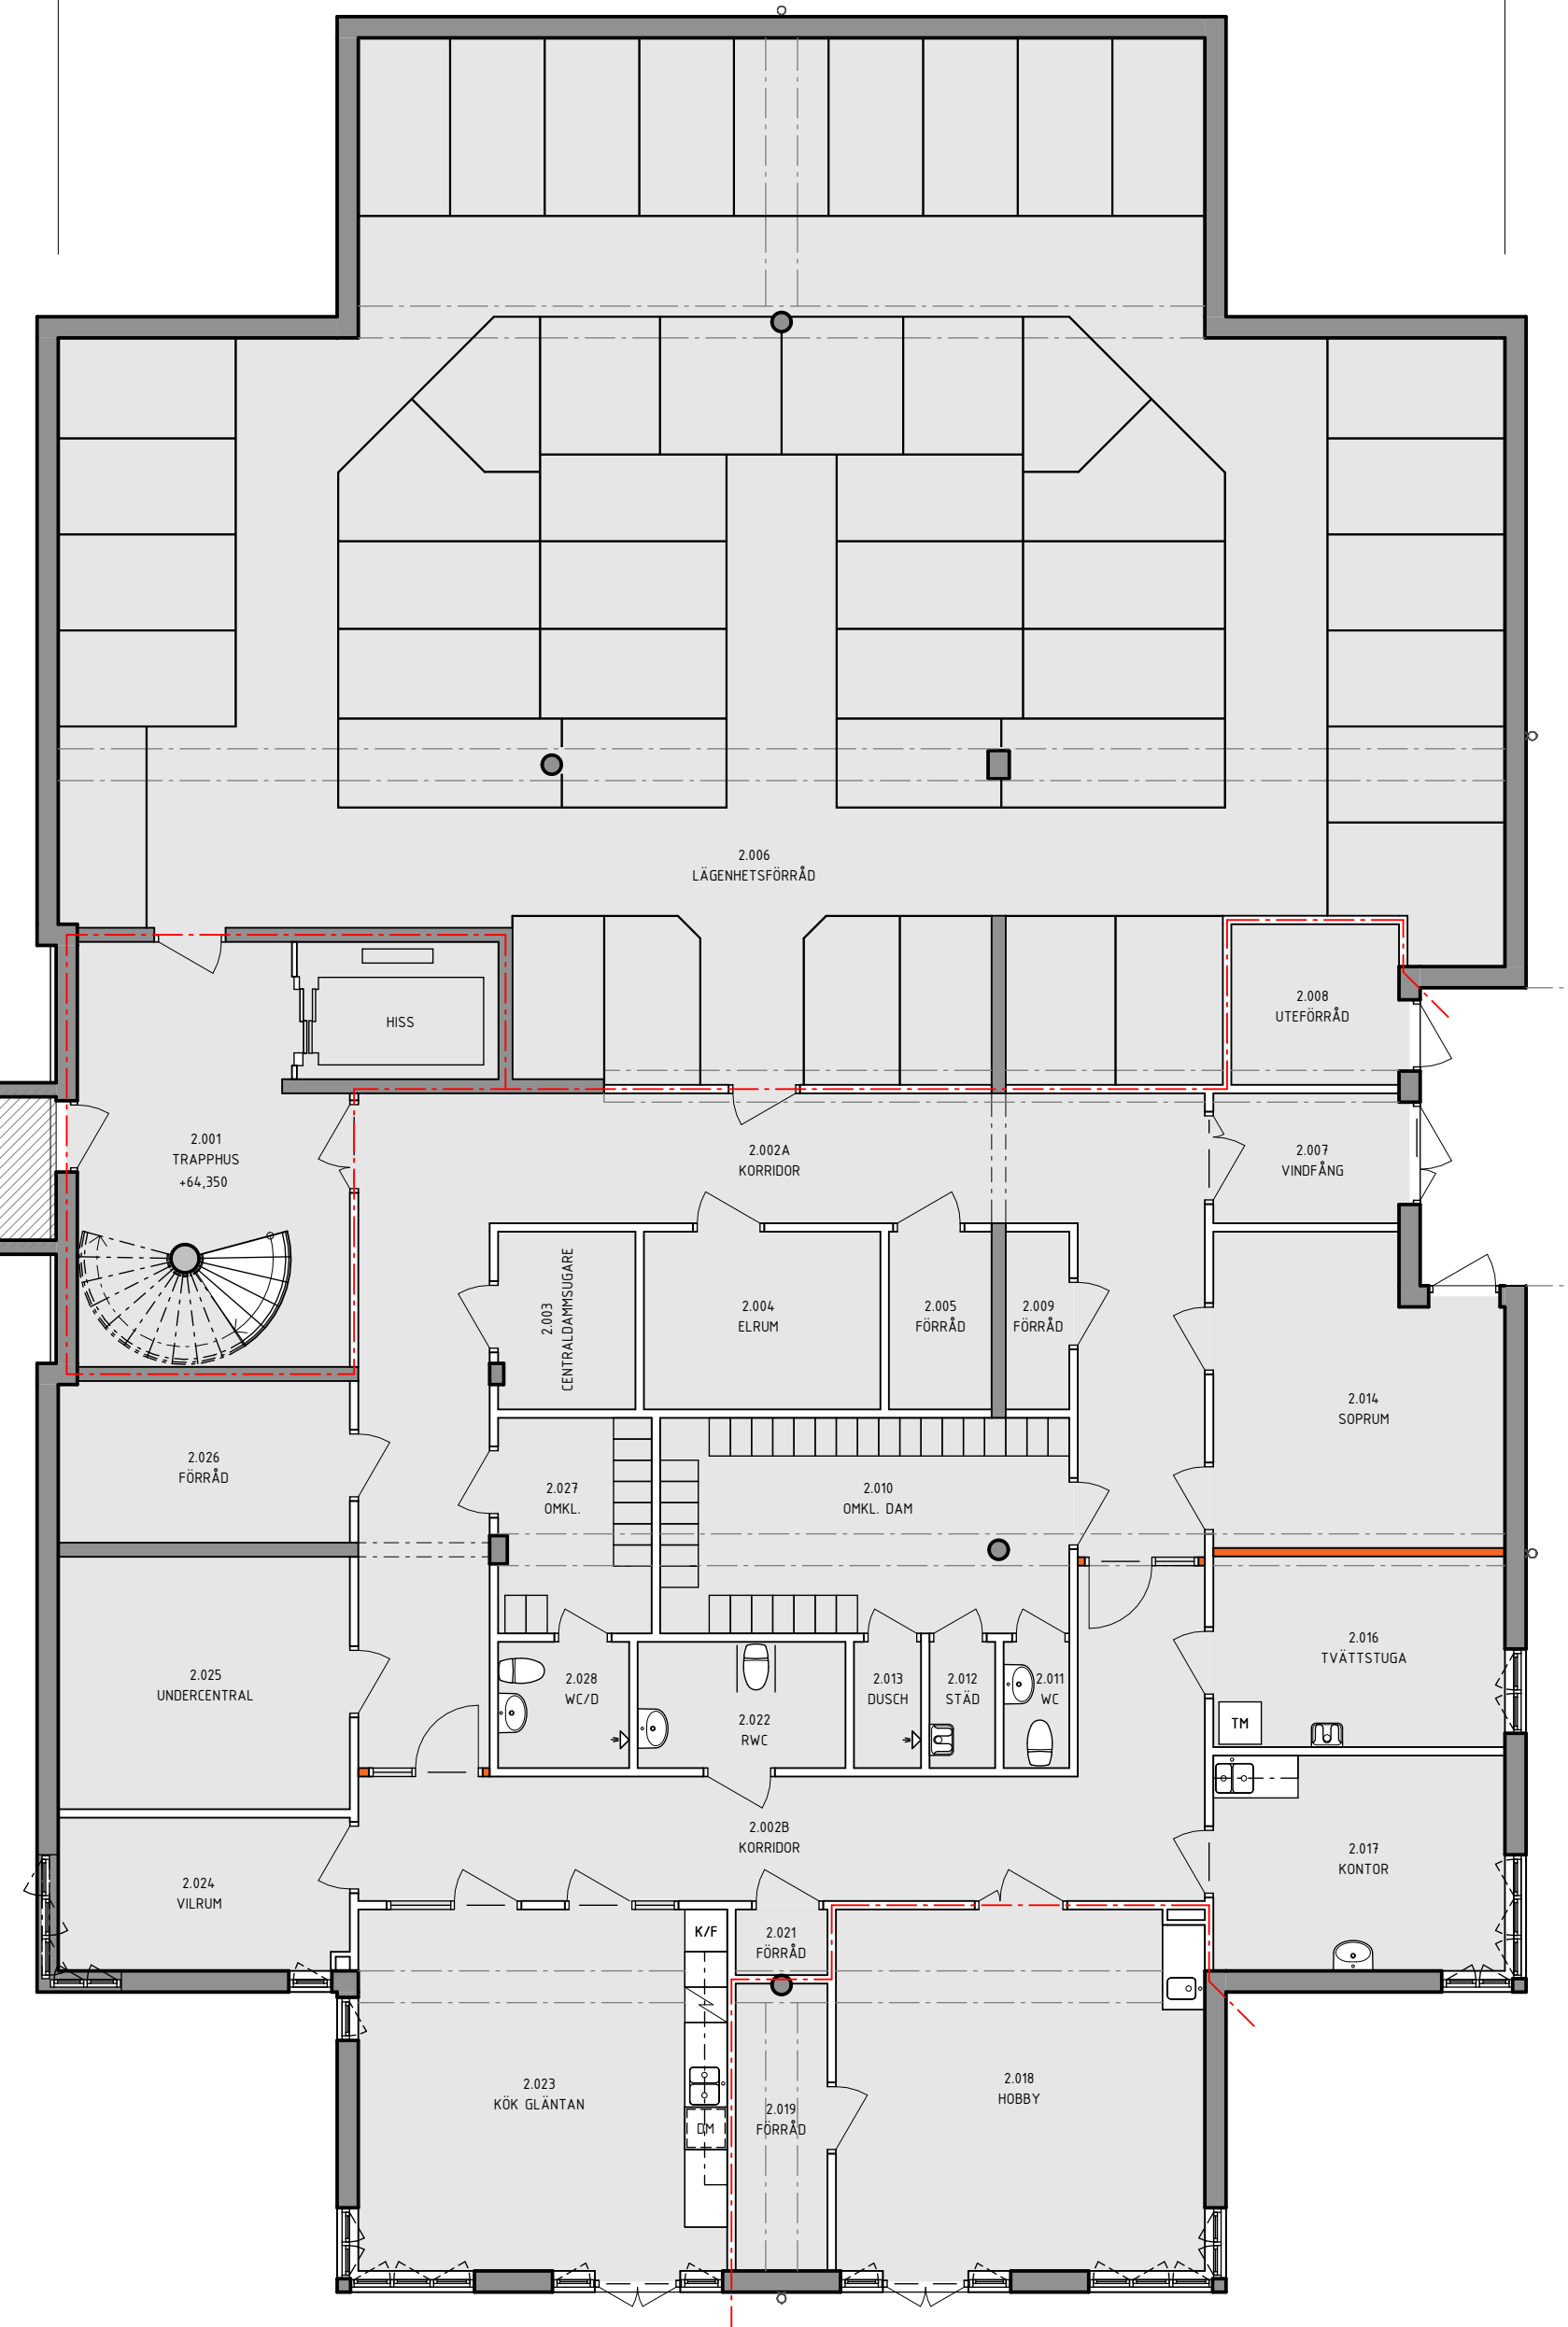 2.006
LÄGENHETSFÖRRÅD
2.008
UTEFÖRRÅD
HISS
2.001
TRAPPHUS
+64,350
2.002A
KORRIDOR
2.007
VINDFÅNG
2.003
CENTRALDAMMSUGARE
2.004
ELRUM
2.005
FÖRRÅD
2.009
FÖRRÅD
2.014
SOPRUM
2.026
FÖRRÅD
2.027
OMKL.
2.010
OMKL. DAM
2.016
TVÄTTSTUGA
TM
2.025
UNDERCENTRAL
2.028
WC/D
2.022
RWC
2.013
DUSCH
2.012
STÄD
2.011
WC
2.002B
KORRIDOR
2.017
KONTOR
2.024
VILRUM
K/F
2.021
FÖRRÅD
2.023
KÖK GLÄNTAN
DM
2.019
FÖRRÅD
2.018
HOBBY